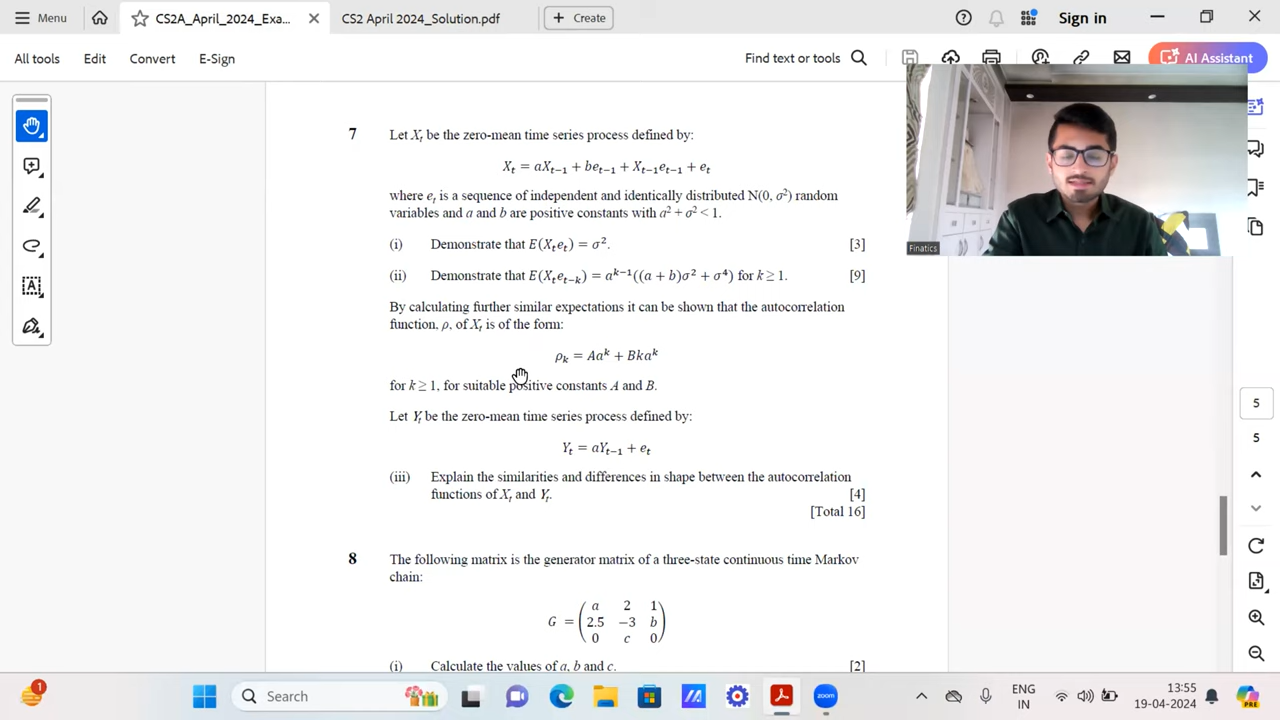 Menu
CS2A_April_2024_Exa...
CS2 April 2024_Solution.pdf
Create
Sign in
All tools
Edit
Convert
E-Sign
Find text or tools
AI Assistant
7 Let Xₜ be the zero-mean time series process defined by:
Xₜ = aXₜ₋₁ + beₜ₋₁ + Xₜ₋₁eₜ₋₁ + eₜ
where eₜ is a sequence of independent and identically distributed N(0, σ²) random
variables and a and b are positive constants with a² + σ² < 1.
(i) Demonstrate that E(Xₜeₜ) = σ². [3]
(ii) Demonstrate that E(Xₜeₜ₋ₖ) = aᵏ⁻¹((a + b)σ² + σ⁴) for k ≥ 1. [9]
By calculating further similar expectations it can be shown that the autocorrelation
function, ρ, of Xₜ is of the form:
ρₖ = Aaᵏ + Bkaᵏ
for k ≥ 1, for suitable positive constants A and B.
Let Yₜ be the zero-mean time series process defined by:
Yₜ = aYₜ₋₁ + eₜ
(iii) Explain the similarities and differences in shape between the autocorrelation
functions of Xₜ and Yₜ. [4]
[Total 16]
8 The following matrix is the generator matrix of a three-state continuous time Markov
chain:
a 2 1
G = 2.5 −3 b
0 c 0
(i) Calculate the values of a, b and c. [2]
Finatics
5
5
1
Search
zoom
ENG
IN
13:55
19-04-2024
PRE